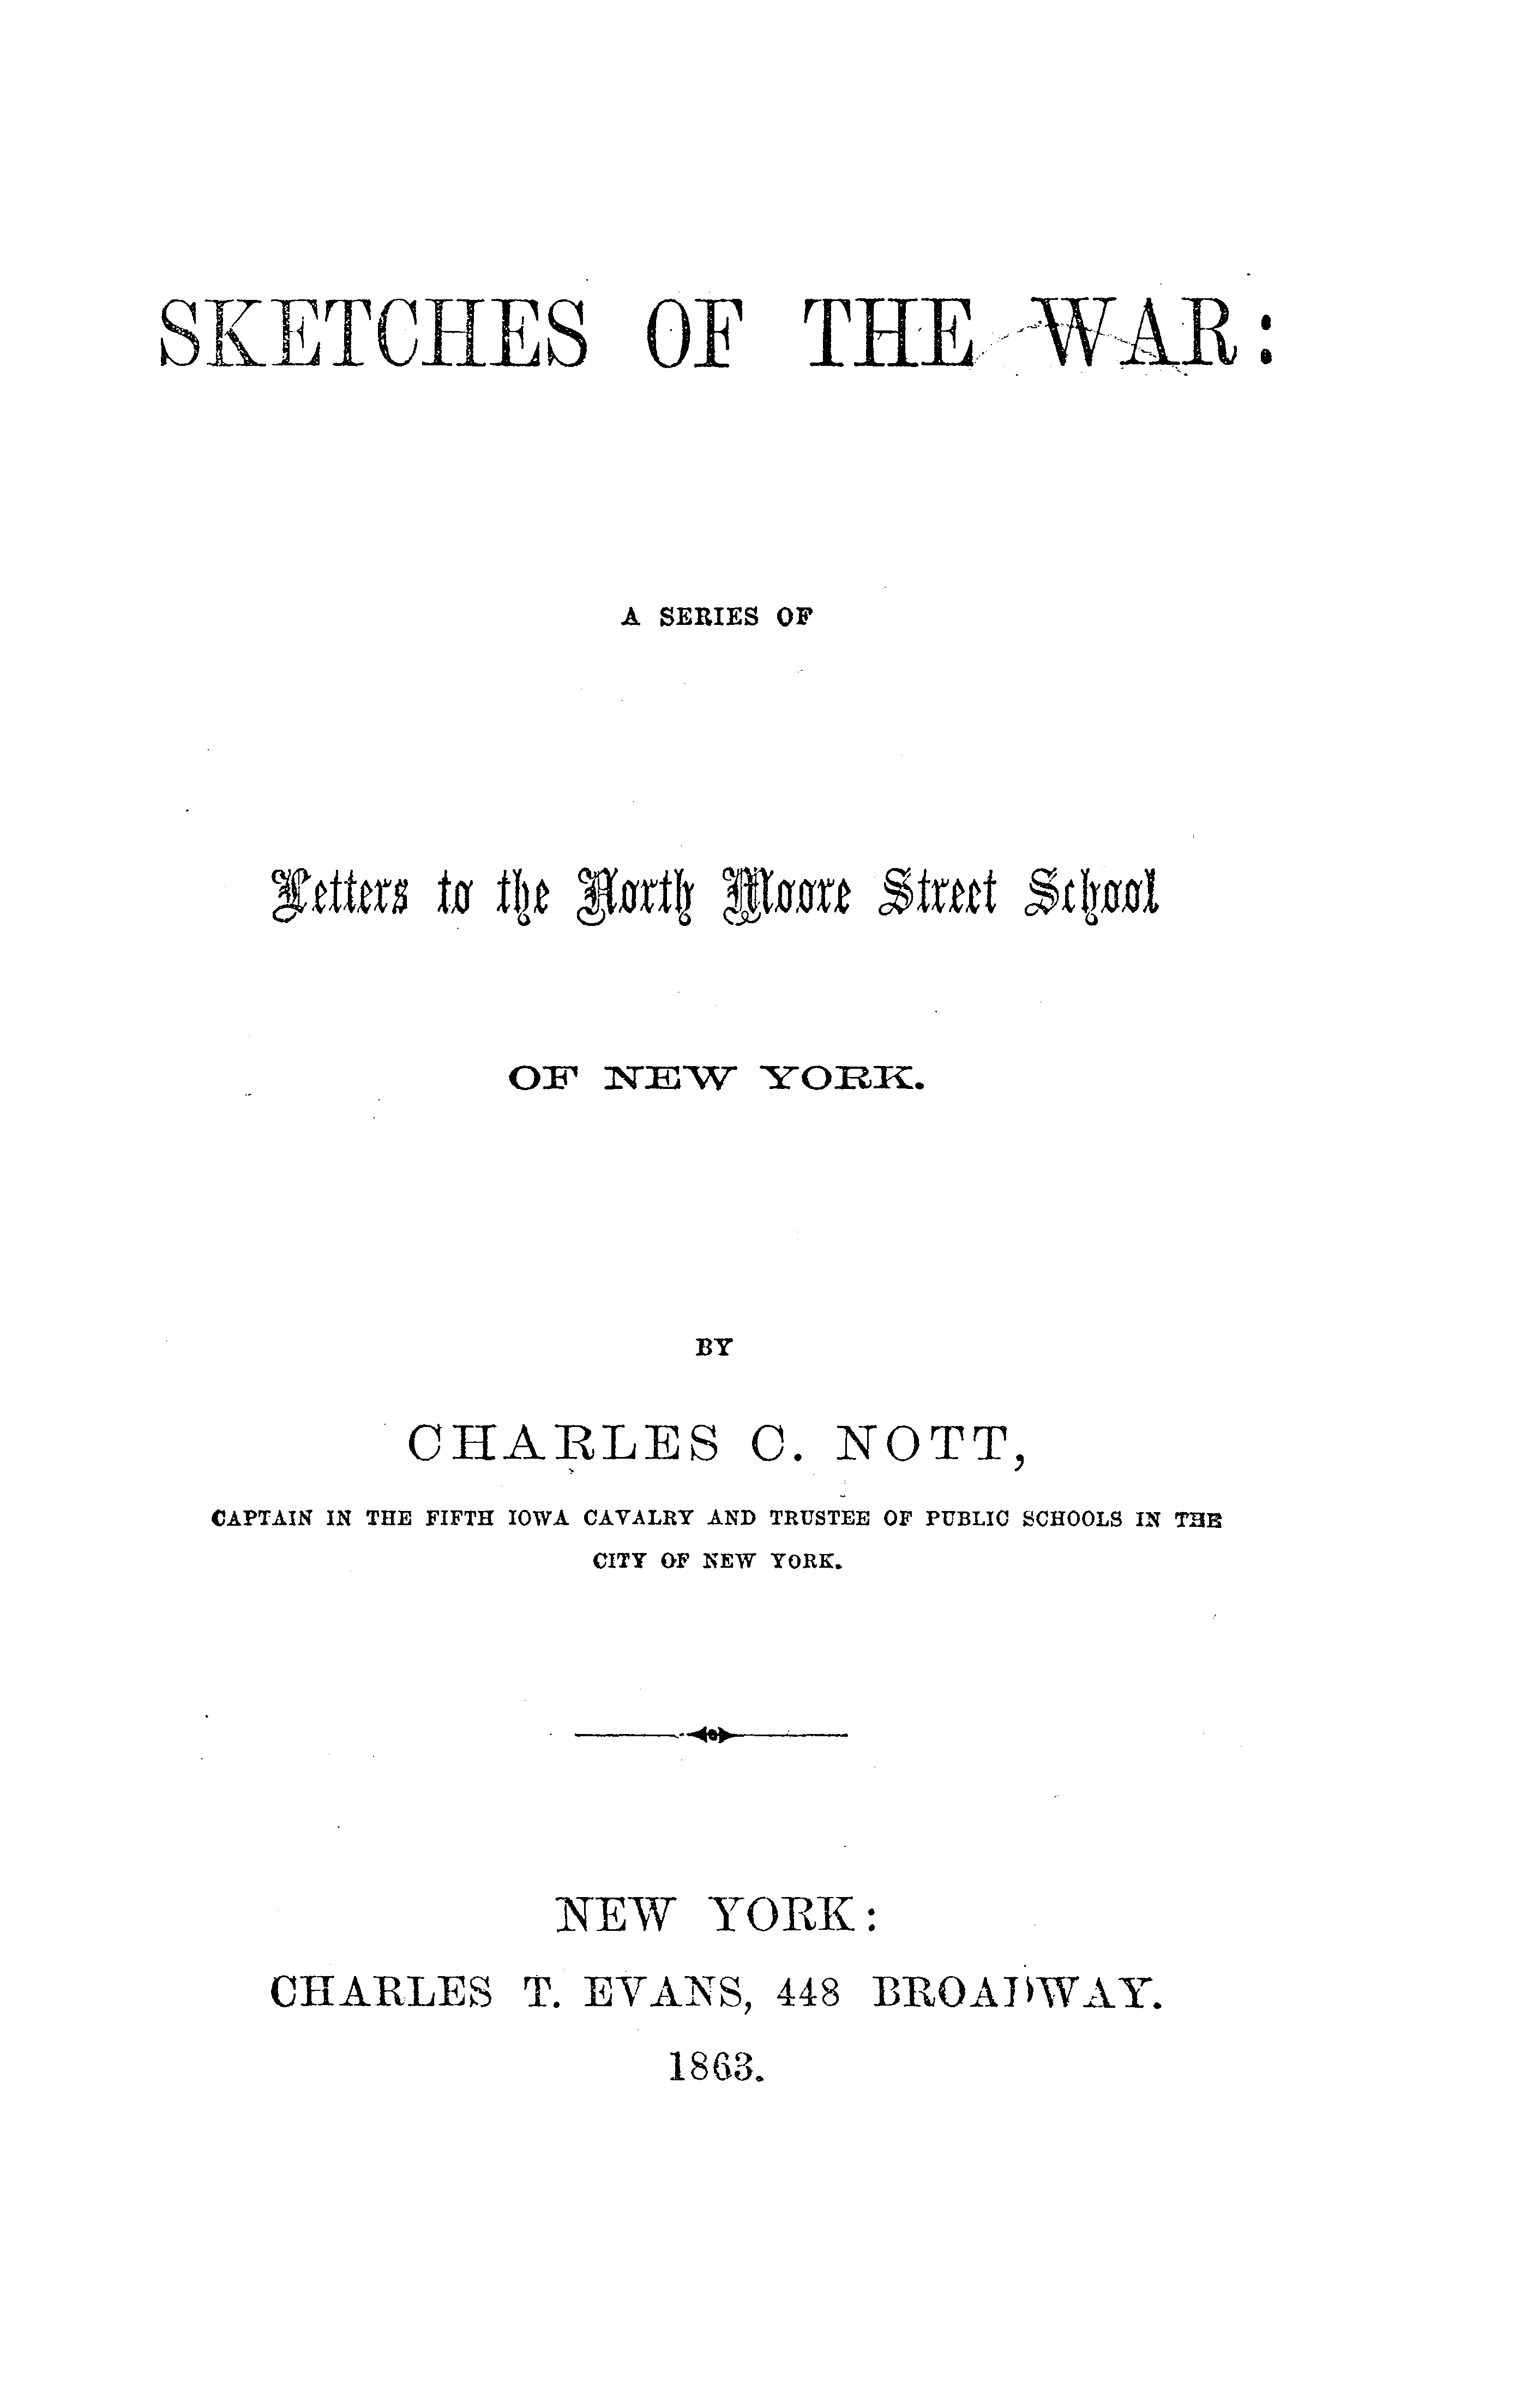 SKETCHES OF THE WAR:
A SERIES OF
Letters to the North Moore Street School
OF NEW YORK.
BY
CHARLES C. NOTT,
CAPTAIN IN THE FIFTH IOWA CAVALRY AND TRUSTEE OF PUBLIC SCHOOLS IN THE
CITY OF NEW YORK.
NEW YORK:
CHARLES T. EVANS, 448 BROADWAY.
1863.